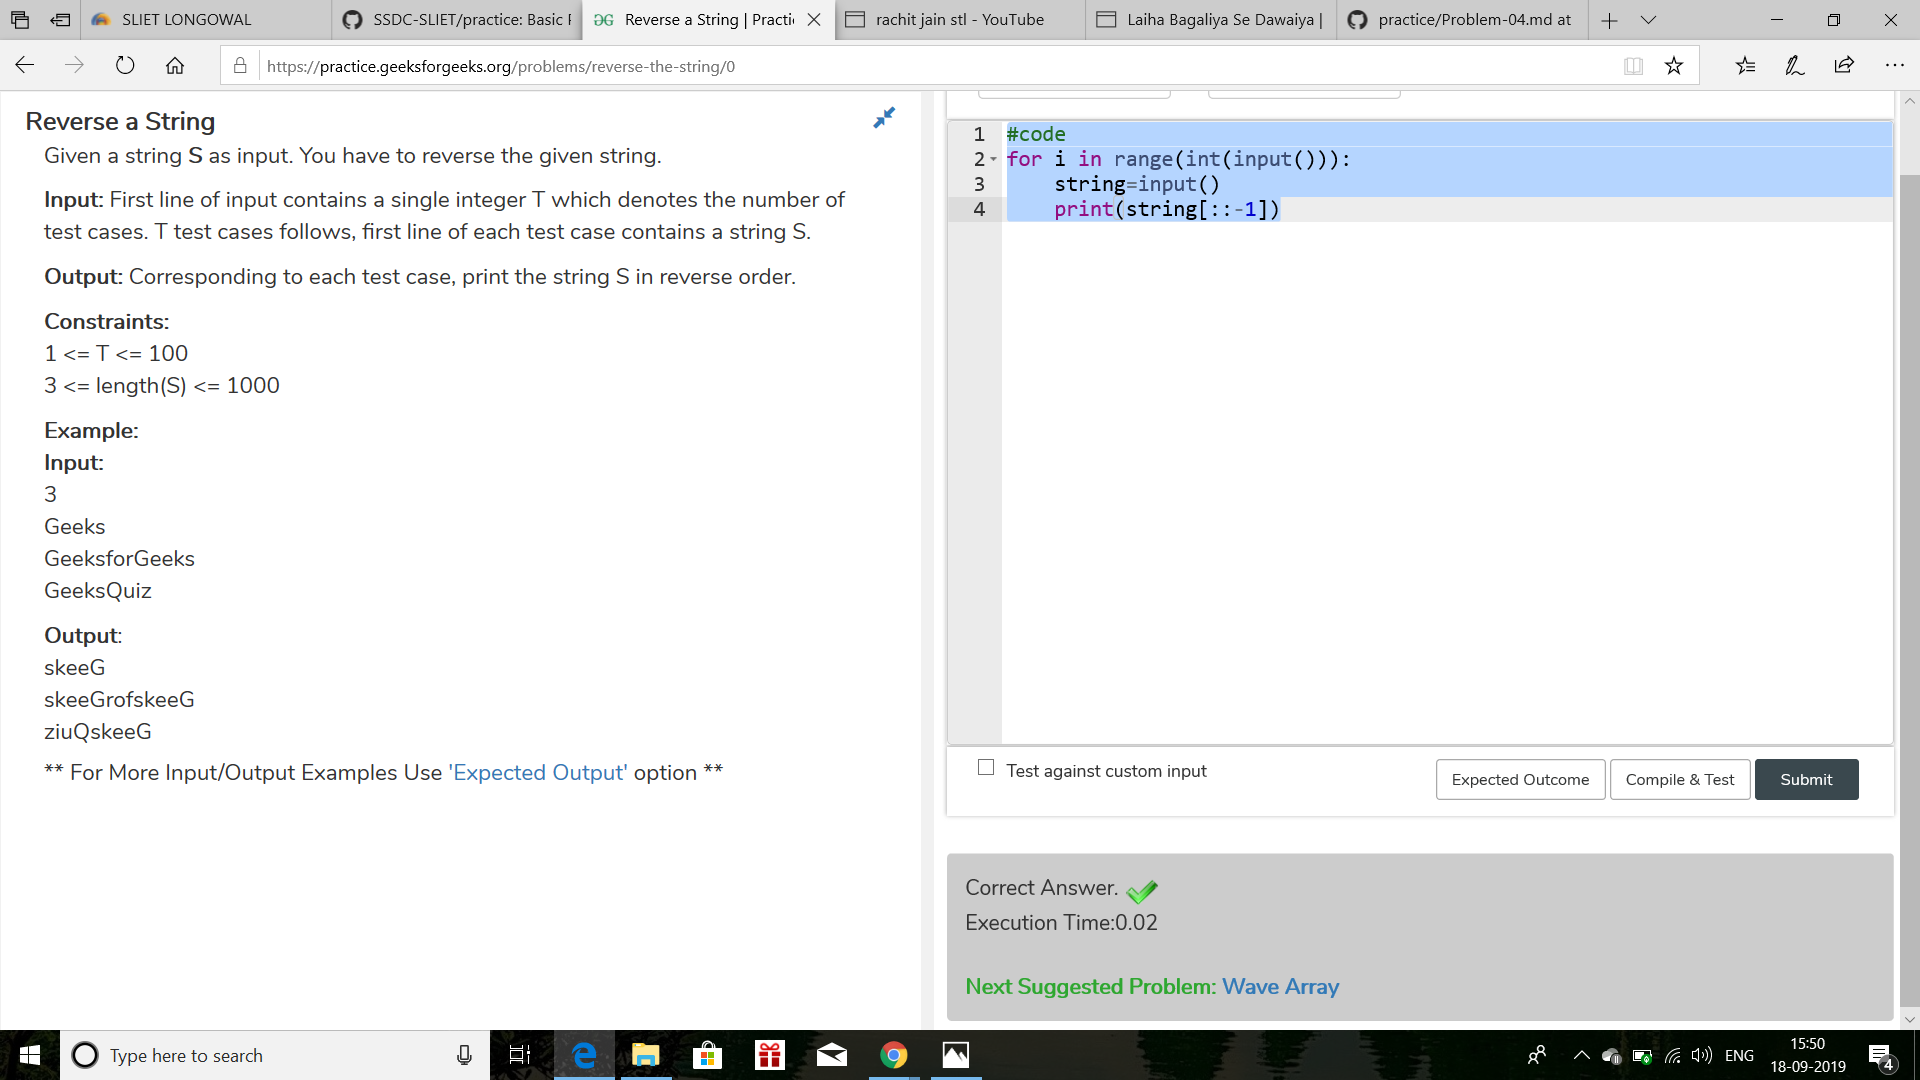 SLIET LONGOWAL
SSDC-SLIET/practice: Basic
Reverse a String | Practi
rachit jain stl - YouTube
Laiha Bagaliya Se Dawaiya |
practice/Problem-04.md at
https://practice.geeksforgeeks.org/problems/reverse-the-string/0
Reverse a String
Given a string S as input. You have to reverse the given string.
Input: First line of input contains a single integer T which denotes the number of
test cases. T test cases follows, first line of each test case contains a string S.
Output: Corresponding to each test case, print the string S in reverse order.
Constraints:
1 <= T <= 100
3 <= length(S) <= 1000
Example:
Input:
3
Geeks
GeeksforGeeks
GeeksQuiz
Output:
skeeG
skeeGrofskeeG
ziuQskeeG
** For More Input/Output Examples Use 'Expected Output' option **
1 #code
2 for i in range(int(input())):
3     string=input()
4     print(string[::-1])
Test against custom input
Expected Outcome
Compile & Test
Submit
Correct Answer.
Execution Time:0.02
Next Suggested Problem: Wave Array
Type here to search
ENG
15:50
18-09-2019
4